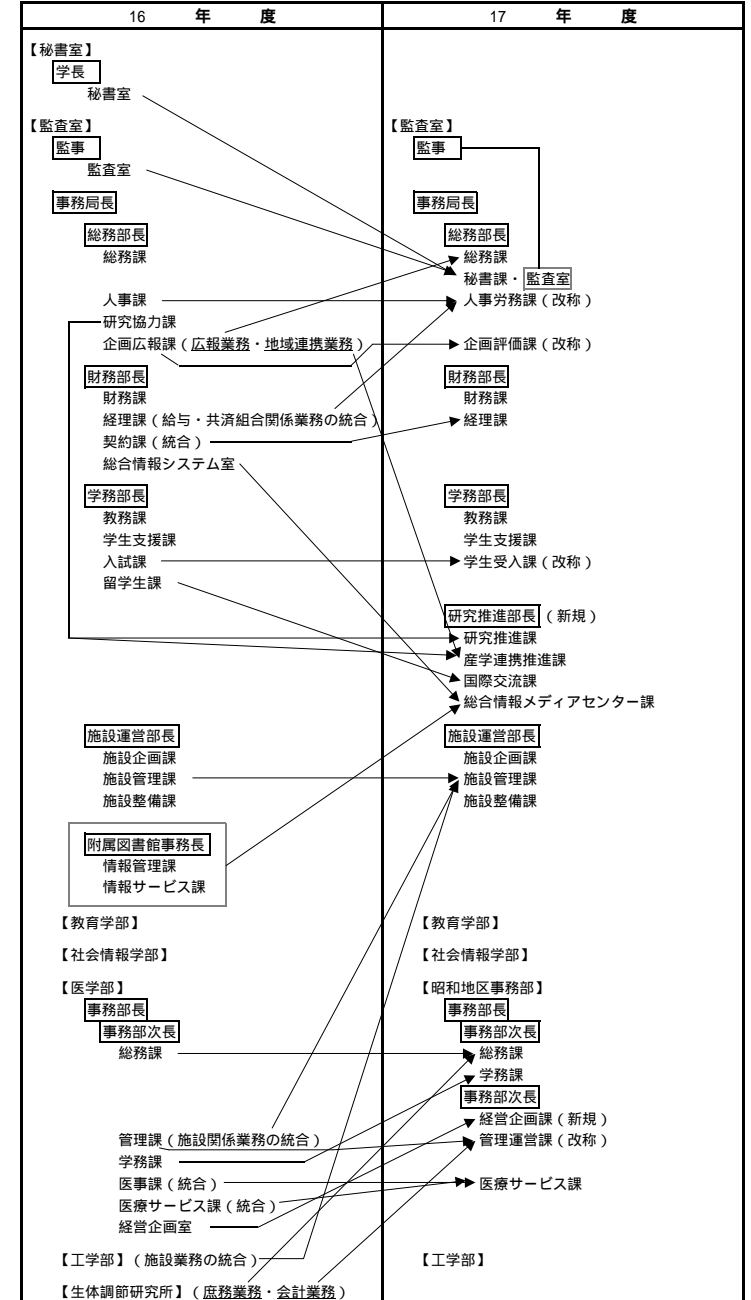 16 年 度
【秘書室】
学長
秘書室
【監査室】
監事
監査室
事務局長
総務部長
総務課
人事課
研究協力課
企画広報課（広報業務・地域連携業務）
財務部長
財務課
経理課（給与・共済組合関係業務の統合）
契約課（統合）
総合情報システム室
学務部長
教務課
学生支援課
入試課
留学生課
施設運営部長
施設企画課
施設管理課
施設整備課
附属図書館事務長
情報管理課
情報サービス課
【教育学部】
【社会情報学部】
【医学部】
事務部長
事務部次長
総務課
管理課（施設関係業務の統合）
学務課
医事課（統合）
医療サービス課（統合）
経営企画室
【工学部】（施設業務の統合）
【生体調節研究所】（庶務業務・会計業務）
17 年 度
【監査室】
監事
事務局長
総務部長
総務課
秘書課・監査室
人事労務課（改称）
企画評価課（改称）
財務部長
財務課
経理課
学務部長
教務課
学生支援課
学生受入課（改称）
研究推進部長（新規）
研究推進課
産学連携推進課
国際交流課
総合情報メディアセンター課
施設運営部長
施設企画課
施設管理課
施設整備課
【教育学部】
【社会情報学部】
【昭和地区事務部】
事務部長
事務部次長
総務課
学務課
事務部次長
経営企画課（新規）
管理運営課（改称）
医療サービス課
【工学部】